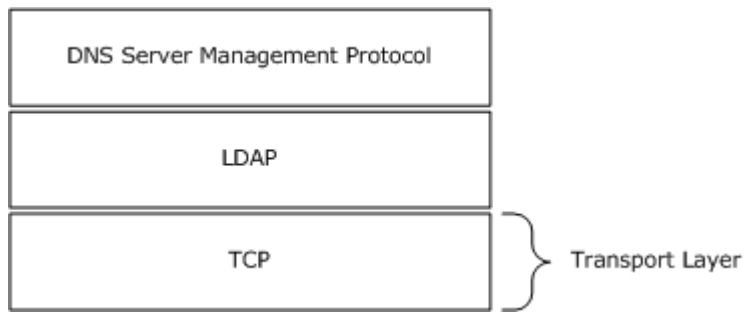 DNS Server Management Protocol
LDAP
TCP
Transport Layer